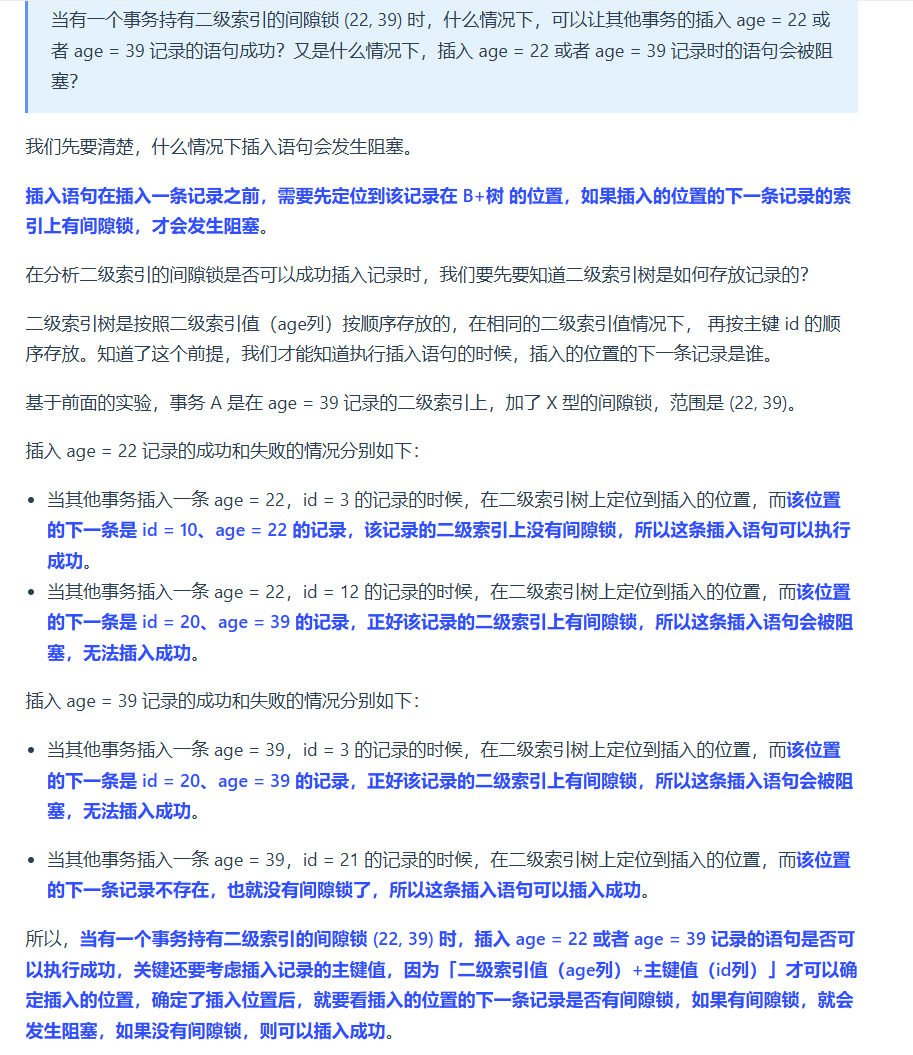 当有一个事务持有二级索引的间隙锁 (22, 39) 时，什么情况下，可以让其他事务的插入 age = 22 或
者 age = 39 记录的语句成功？又是什么情况下，插入 age = 22 或者 age = 39 记录时的语句会被阻
塞？
我们先要清楚，什么情况下插入语句会发生阻塞。
插入语句在插入一条记录之前，需要先定位到该记录在 B+树 的位置，如果插入的位置的下一条记录的索
引上有间隙锁，才会发生阻塞。
在分析二级索引的间隙锁是否可以成功插入记录时，我们要先要知道二级索引树是如何存放记录的？
二级索引树是按照二级索引值（age列）按顺序存放的，在相同的二级索引值情况下， 再按主键 id 的顺
序存放。知道了这个前提，我们才能知道执行插入语句的时候，插入的位置的下一条记录是谁。
基于前面的实验，事务 A 是在 age = 39 记录的二级索引上，加了 X 型的间隙锁，范围是 (22, 39)。
插入 age = 22 记录的成功和失败的情况分别如下：
• 当其他事务插入一条 age = 22，id = 3 的记录的时候，在二级索引树上定位到插入的位置，而该位置
的下一条是 id = 10、age = 22 的记录，该记录的二级索引上没有间隙锁，所以这条插入语句可以执行
成功。
• 当其他事务插入一条 age = 22，id = 12 的记录的时候，在二级索引树上定位到插入的位置，而该位置
的下一条是 id = 20、age = 39 的记录，正好该记录的二级索引上有间隙锁，所以这条插入语句会被阻
塞，无法插入成功。
插入 age = 39 记录的成功和失败的情况分别如下：
• 当其他事务插入一条 age = 39，id = 3 的记录的时候，在二级索引树上定位到插入的位置，而该位置
的下一条是 id = 20、age = 39 的记录，正好该记录的二级索引上有间隙锁，所以这条插入语句会被阻
塞，无法插入成功。
• 当其他事务插入一条 age = 39，id = 21 的记录的时候，在二级索引树上定位到插入的位置，而该位置
的下一条记录不存在，也就没有间隙锁了，所以这条插入语句可以插入成功。
所以，当有一个事务持有二级索引的间隙锁 (22, 39) 时，插入 age = 22 或者 age = 39 记录的语句是否可
以执行成功，关键还要考虑插入记录的主键值，因为「二级索引值（age列）+主键值（id列）」才可以确
定插入的位置，确定了插入位置后，就要看插入的位置的下一条记录是否有间隙锁，如果有间隙锁，就会
发生阻塞，如果没有间隙锁，则可以插入成功。